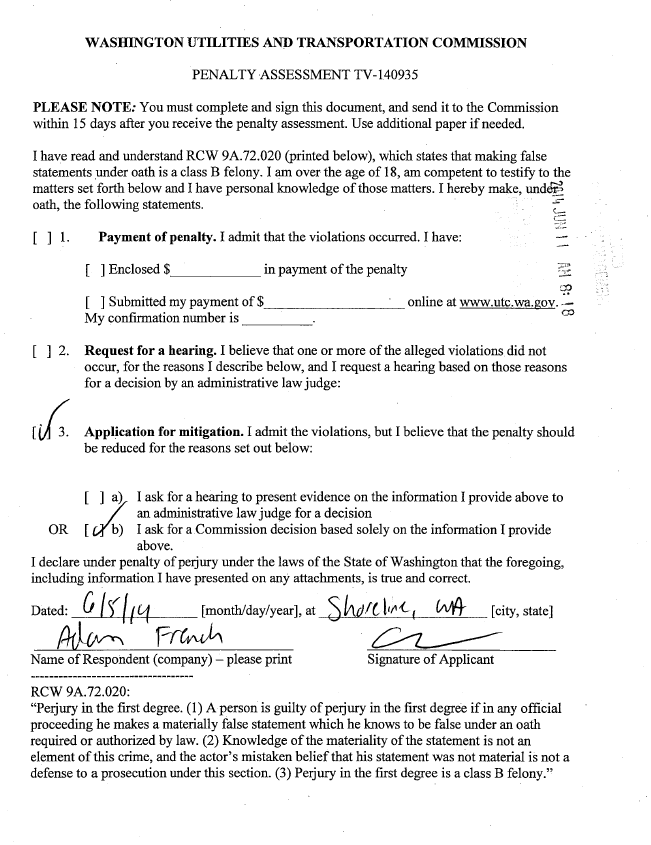 WASHINGTON UTILITIES AND TRANSPORTATION COMMISSION
PENALTY ASSESSMENT TV-140935
PLEASE NOTE: You must complete and sign this document, and send it to the Commission
within 15 days after you receive the penalty assessment. Use additional paper if needed.
I have read and understand RCW 9A.72.020 (printed below), which states that making false
statements under oath is a class B felony. I am over the age of 18, am competent to testify to the
matters set forth below and I have personal knowledge of those matters. I hereby make, under
oath, the following statements.
[ ] 1. Payment of penalty. I admit that the violations occurred. I have:
[ ] Enclosed $____________ in payment of the penalty
[ ] Submitted my payment of $___________________ online at www.utc.wa.gov.
My confirmation number is __________.
[ ] 2. Request for a hearing. I believe that one or more of the alleged violations did not
occur, for the reasons I describe below, and I request a hearing based on those reasons
for a decision by an administrative law judge:
[✓] 3. Application for mitigation. I admit the violations, but I believe that the penalty should
be reduced for the reasons set out below:
[ ] a) I ask for a hearing to present evidence on the information I provide above to
an administrative law judge for a decision
OR [✓] b) I ask for a Commission decision based solely on the information I provide
above.
I declare under penalty of perjury under the laws of the State of Washington that the foregoing,
including information I have presented on any attachments, is true and correct.
Dated: 6/5/14 [month/day/year], at Shoreline, WA [city, state]
Adam French
Name of Respondent (company) – please print Signature of Applicant
----------------------------------
RCW 9A.72.020:
“Perjury in the first degree. (1) A person is guilty of perjury in the first degree if in any official
proceeding he makes a materially false statement which he knows to be false under an oath
required or authorized by law. (2) Knowledge of the materiality of the statement is not an
element of this crime, and the actor’s mistaken belief that his statement was not material is not a
defense to a prosecution under this section. (3) Perjury in the first degree is a class B felony.”